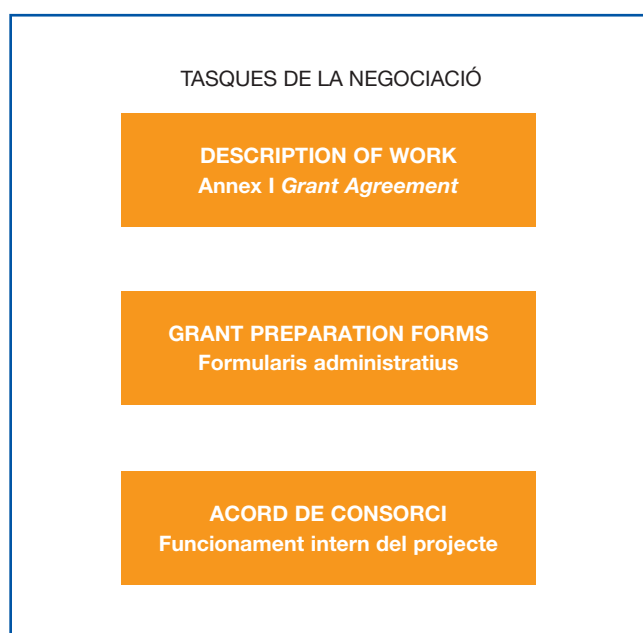 TASQUES DE LA NEGOCIACIÓ
DESCRIPTION OF WORK
Annex I Grant Agreement
GRANT PREPARATION FORMS
Formularis administratius
ACORD DE CONSORCI
Funcionament intern del projecte